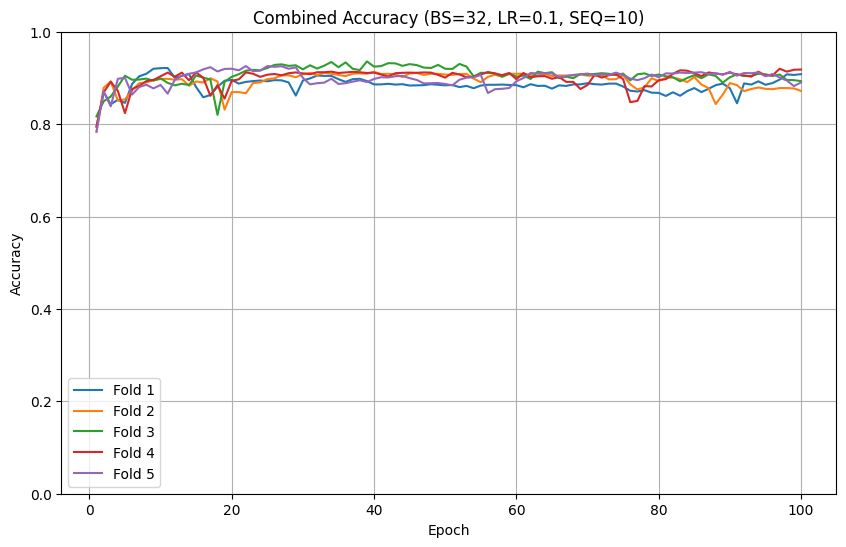 Combined Accuracy (BS=32, LR=0.1, SEQ=10)
1.0
0.8
0.6
0.4
0.2
0.0
Accuracy
Fold 1
Fold 2
Fold 3
Fold 4
Fold 5
0 20 40 60 80 100
Epoch